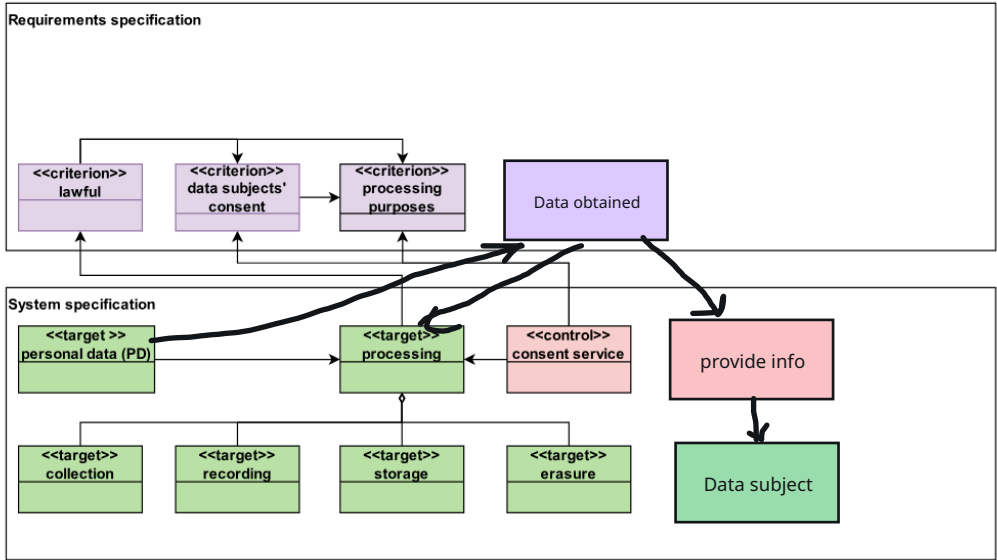 Requirements specification
<<criterion>>
lawful
<<criterion>>
data subjects'
consent
<<criterion>>
processing
purposes
Data obtained
System specification
<<target >>
personal data (PD)
<<target>>
processing
<<control>>
consent service
provide info
<<target>>
collection
<<target>>
recording
<<target>>
storage
<<target>>
erasure
Data subject